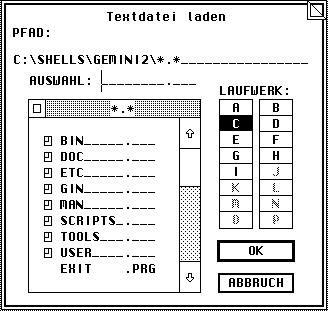 Textdatei laden
PFAD:
C:\SHELLS\GEMINI2\*.*___________________
AUSWAHL: ________.___
LAUFWERK:
*.*
A B
C D
E F
G H
I J
K L
M N
O P
BIN_____.___
DOC_____.___
ETC_____.___
GIN_____.___
MAN_____.___
SCRIPTS_.___
TOOLS___.___
USER____.___
EXIT    .PRG
OK
ABBRUCH